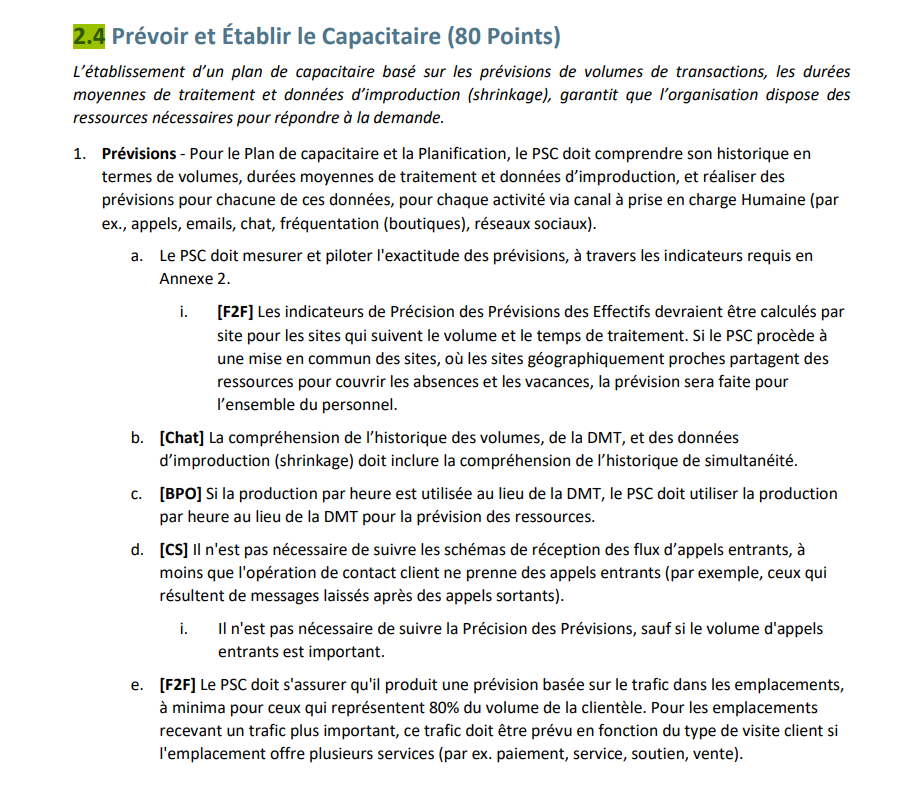 2.4 Prévoir et Établir le Capacitaire (80 Points)
L’établissement d’un plan de capacitaire basé sur les prévisions de volumes de transactions, les durées
moyennes de traitement et données d’improduction (shrinkage), garantit que l’organisation dispose des
ressources nécessaires pour répondre à la demande.
1. Prévisions - Pour le Plan de capacitaire et la Planification, le PSC doit comprendre son historique en
termes de volumes, durées moyennes de traitement et données d’improduction, et réaliser des
prévisions pour chacune de ces données, pour chaque activité via canal à prise en charge Humaine (par
ex., appels, emails, chat, fréquentation (boutiques), réseaux sociaux).
a. Le PSC doit mesurer et piloter l'exactitude des prévisions, à travers les indicateurs requis en
Annexe 2.
i. [F2F] Les indicateurs de Précision des Prévisions des Effectifs devraient être calculés par
site pour les sites qui suivent le volume et le temps de traitement. Si le PSC procède à
une mise en commun des sites, où les sites géographiquement proches partagent des
ressources pour couvrir les absences et les vacances, la prévision sera faite pour
l’ensemble du personnel.
b. [Chat] La compréhension de l’historique des volumes, de la DMT, et des données
d’improduction (shrinkage) doit inclure la compréhension de l’historique de simultanéité.
c. [BPO] Si la production par heure est utilisée au lieu de la DMT, le PSC doit utiliser la production
par heure au lieu de la DMT pour la prévision des ressources.
d. [CS] Il n'est pas nécessaire de suivre les schémas de réception des flux d’appels entrants, à
moins que l'opération de contact client ne prenne des appels entrants (par exemple, ceux qui
résultent de messages laissés après des appels sortants).
i. Il n'est pas nécessaire de suivre la Précision des Prévisions, sauf si le volume d'appels
entrants est important.
e. [F2F] Le PSC doit s'assurer qu'il produit une prévision basée sur le trafic dans les emplacements,
à minima pour ceux qui représentent 80% du volume de la clientèle. Pour les emplacements
recevant un trafic plus important, ce trafic doit être prévu en fonction du type de visite client si
l'emplacement offre plusieurs services (par ex. paiement, service, soutien, vente).